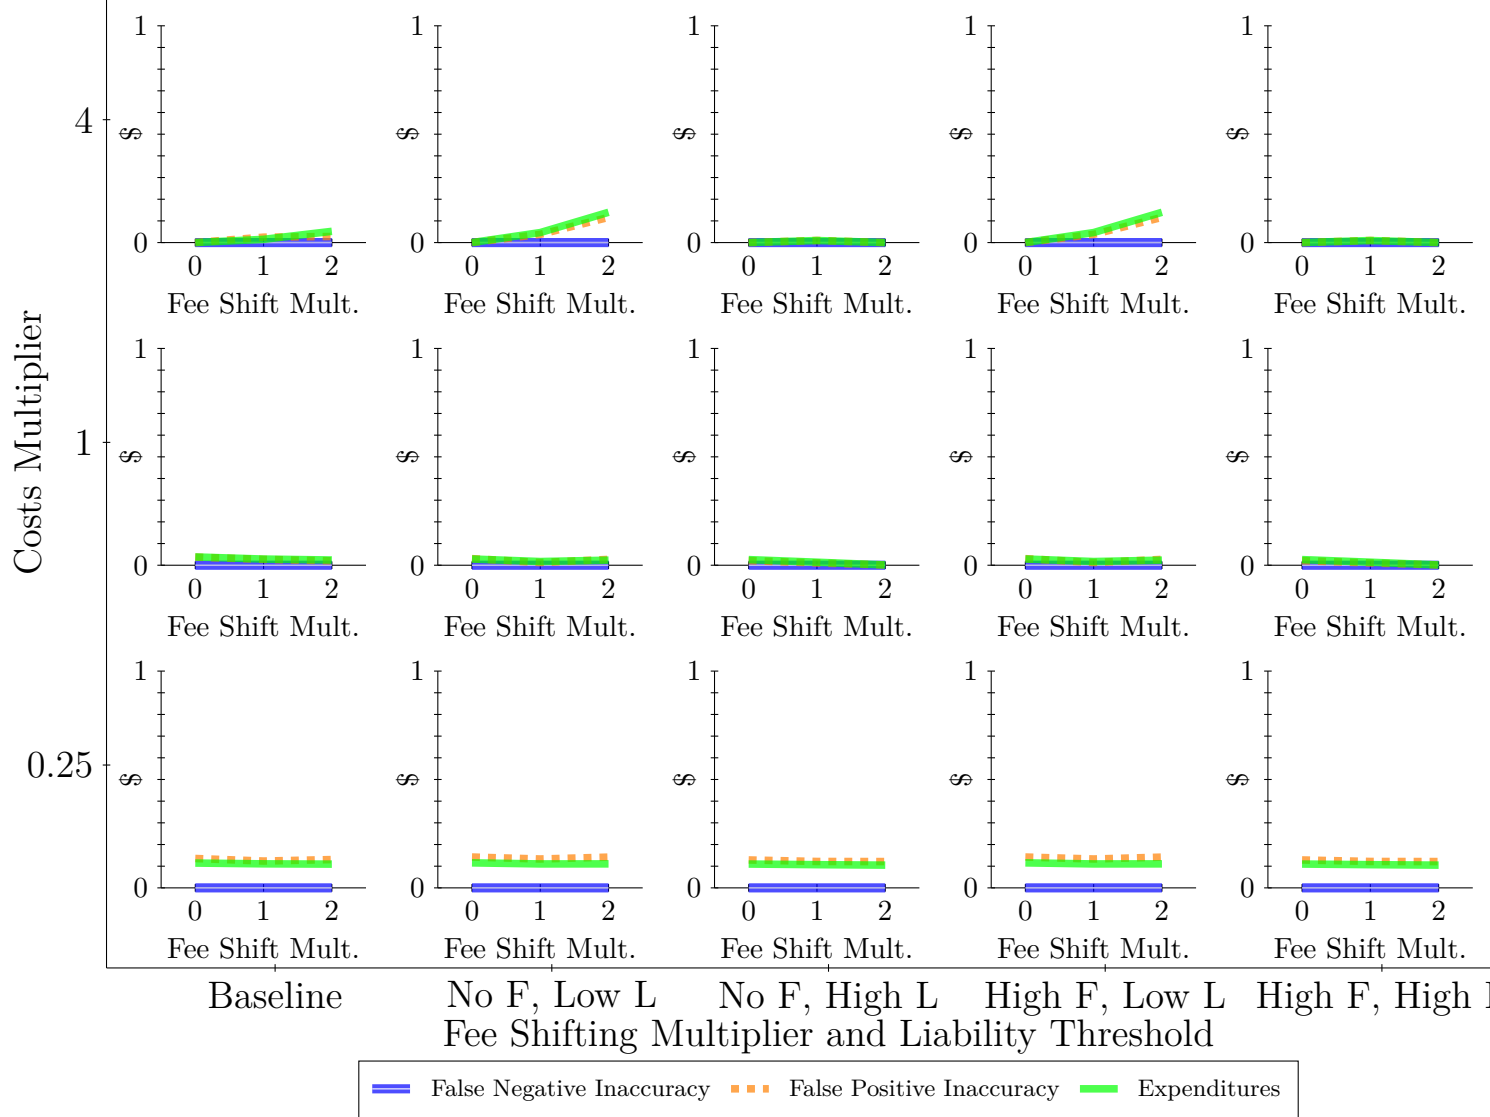 Costs Multiplier
4
1 $ 0
0 1 2
Fee Shift Mult.
1 $ 0
0 1 2
Fee Shift Mult.
1 $ 0
0 1 2
Fee Shift Mult.
1 $ 0
0 1 2
Fee Shift Mult.
1 $ 0
0 1 2
Fee Shift Mult.
1
1 $ 0
0 1 2
Fee Shift Mult.
1 $ 0
0 1 2
Fee Shift Mult.
1 $ 0
0 1 2
Fee Shift Mult.
1 $ 0
0 1 2
Fee Shift Mult.
1 $ 0
0 1 2
Fee Shift Mult.
0.25
1 $ 0
0 1 2
Fee Shift Mult.
1 $ 0
0 1 2
Fee Shift Mult.
1 $ 0
0 1 2
Fee Shift Mult.
1 $ 0
0 1 2
Fee Shift Mult.
1 $ 0
0 1 2
Fee Shift Mult.
Baseline No F, Low L No F, High L High F, Low L High F, High
Fee Shifting Multiplier and Liability Threshold
False Negative Inaccuracy False Positive Inaccuracy Expenditures